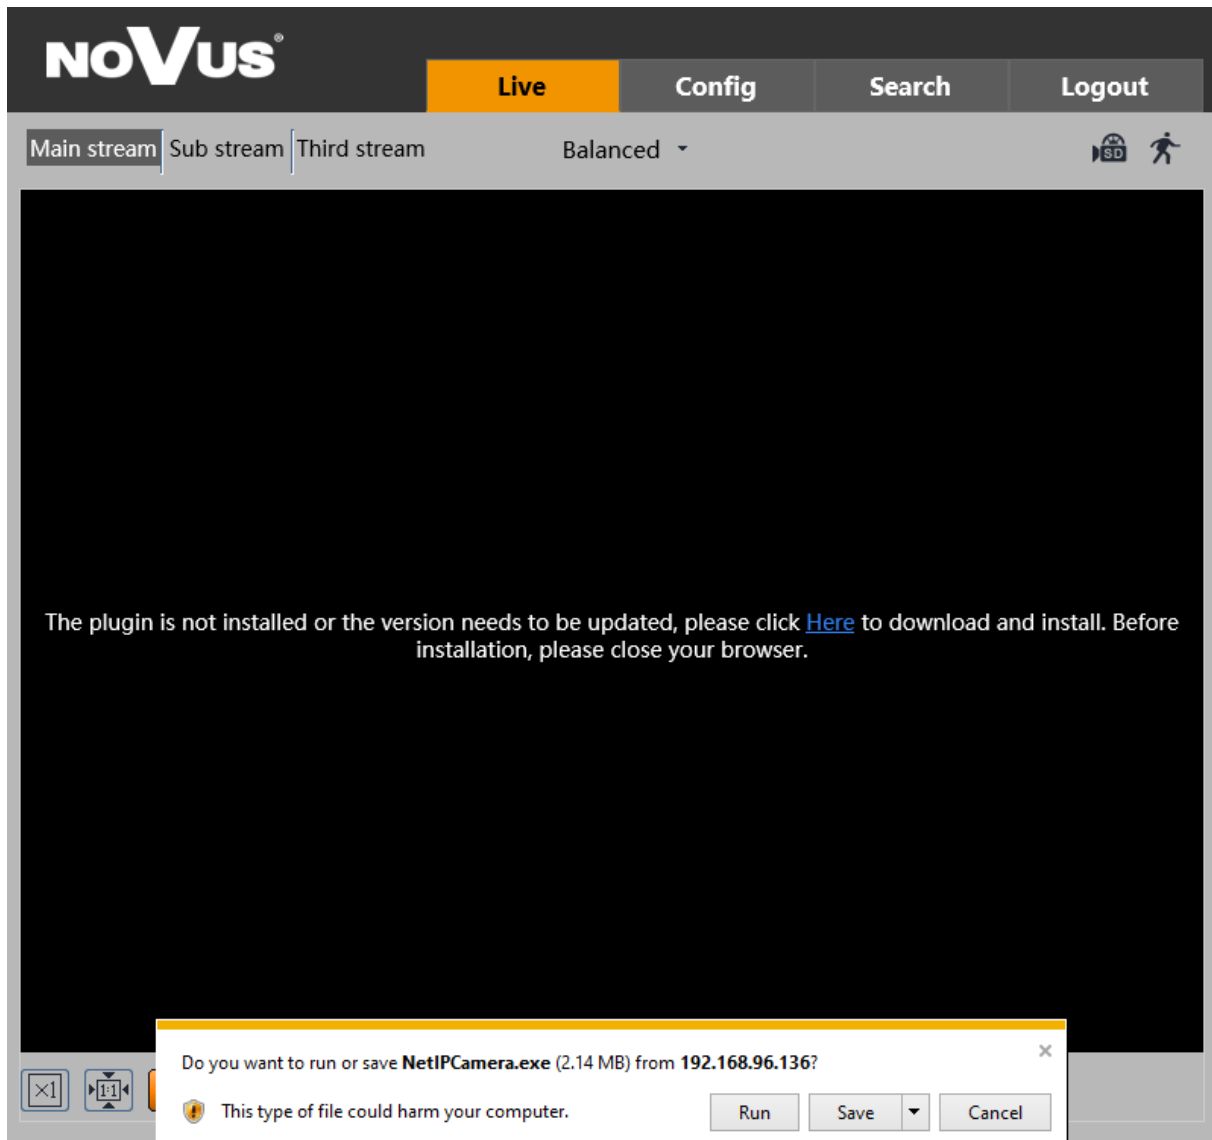 NOVUS®
Live Config Search Logout
Main stream Sub stream Third stream Balanced
SD
The plugin is not installed or the version needs to be updated, please click Here to download and install. Before
installation, please close your browser.
Do you want to run or save NetIPCamera.exe (2.14 MB) from 192.168.96.136?
×1 1:1
This type of file could harm your computer. Run Save Cancel